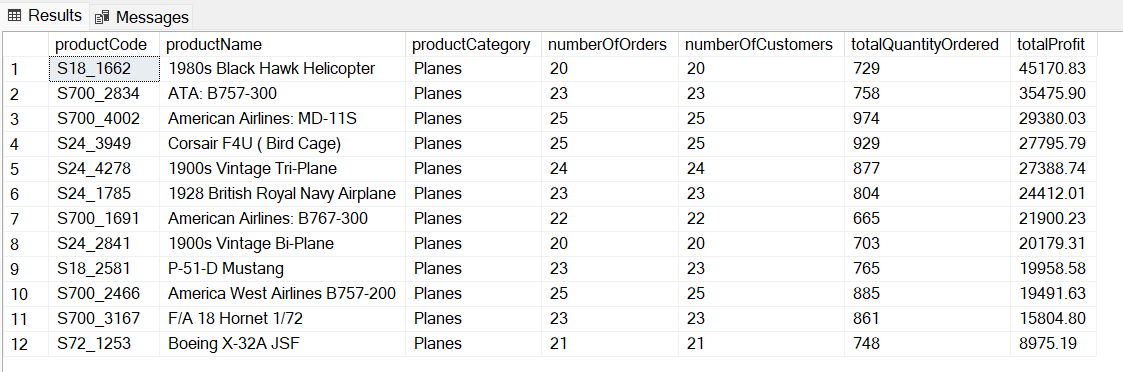 Results Messages
productCode productName productCategory numberOfOrders numberOfCustomers totalQuantityOrdered totalProfit
1 S18_1662 1980s Black Hawk Helicopter Planes 20 20 729 45170.83
2 S700_2834 ATA: B757-300 Planes 23 23 758 35475.90
3 S700_4002 American Airlines: MD-11S Planes 25 25 974 29380.03
4 S24_3949 Corsair F4U ( Bird Cage) Planes 25 25 929 27795.79
5 S24_4278 1900s Vintage Tri-Plane Planes 24 24 877 27388.74
6 S24_1785 1928 British Royal Navy Airplane Planes 23 23 804 24412.01
7 S700_1691 American Airlines: B767-300 Planes 22 22 665 21900.23
8 S24_2841 1900s Vintage Bi-Plane Planes 20 20 703 20179.31
9 S18_2581 P-51-D Mustang Planes 23 23 765 19958.58
10 S700_2466 America West Airlines B757-200 Planes 25 25 885 19491.63
11 S700_3167 F/A 18 Hornet 1/72 Planes 23 23 861 15804.80
12 S72_1253 Boeing X-32A JSF Planes 21 21 748 8975.19